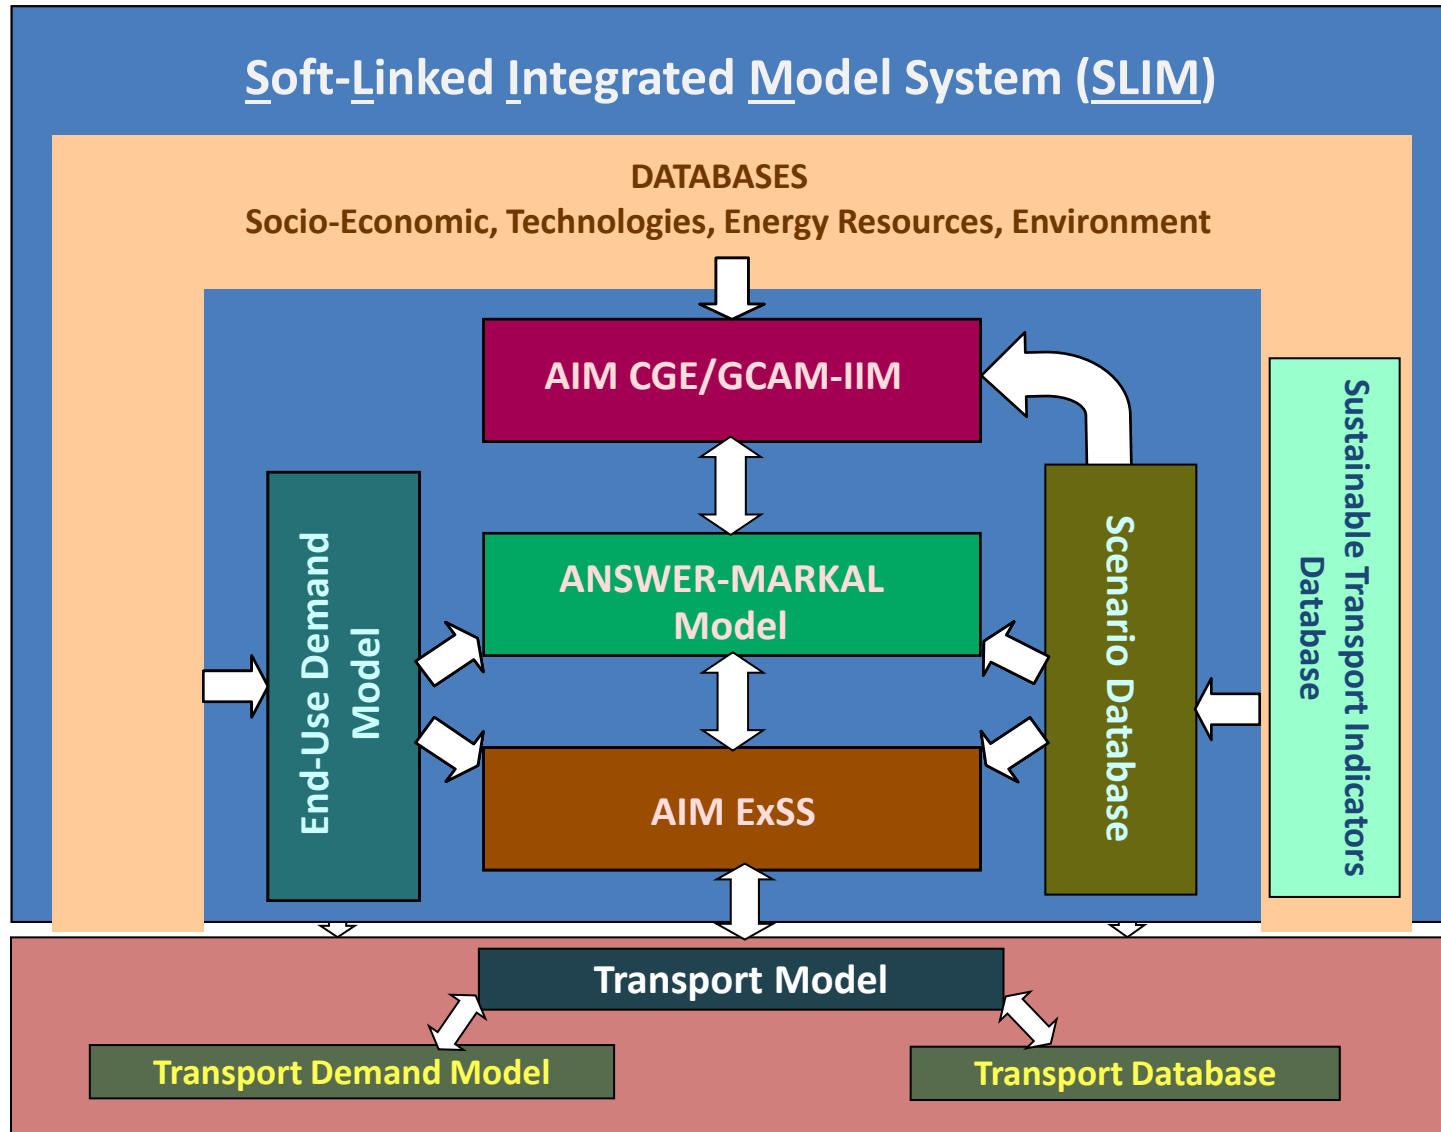 Soft-Linked Integrated Model System (SLIM)
DATABASES
Socio-Economic, Technologies, Energy Resources, Environment
AIM CGE/GCAM-IIM
End-Use Demand
Model
ANSWER-MARKAL
Model
AIM ExSS
Scenario Database
Sustainable Transport Indicators
Database
Transport Model
Transport Demand Model
Transport Database